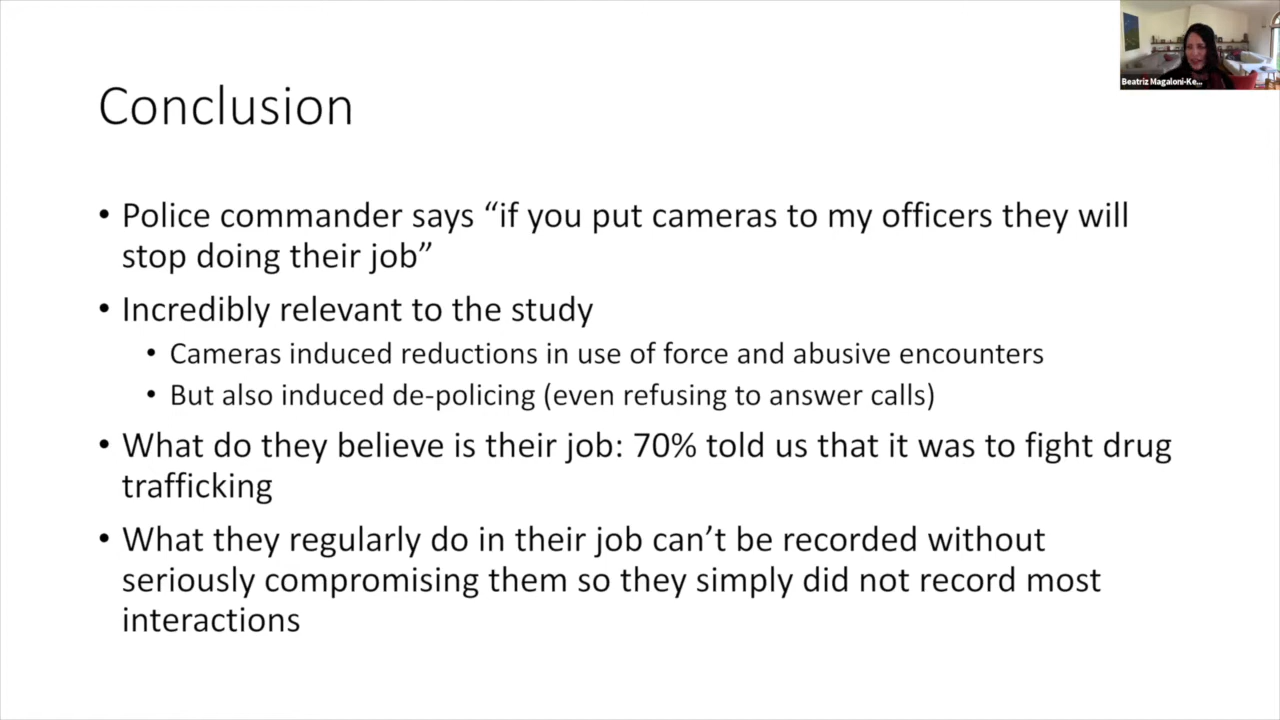 Beatriz Magaloni-Ke...
Conclusion
• Police commander says “if you put cameras to my officers they will
stop doing their job”
• Incredibly relevant to the study
• Cameras induced reductions in use of force and abusive encounters
• But also induced de-policing (even refusing to answer calls)
• What do they believe is their job: 70% told us that it was to fight drug
trafficking
• What they regularly do in their job can’t be recorded without
seriously compromising them so they simply did not record most
interactions